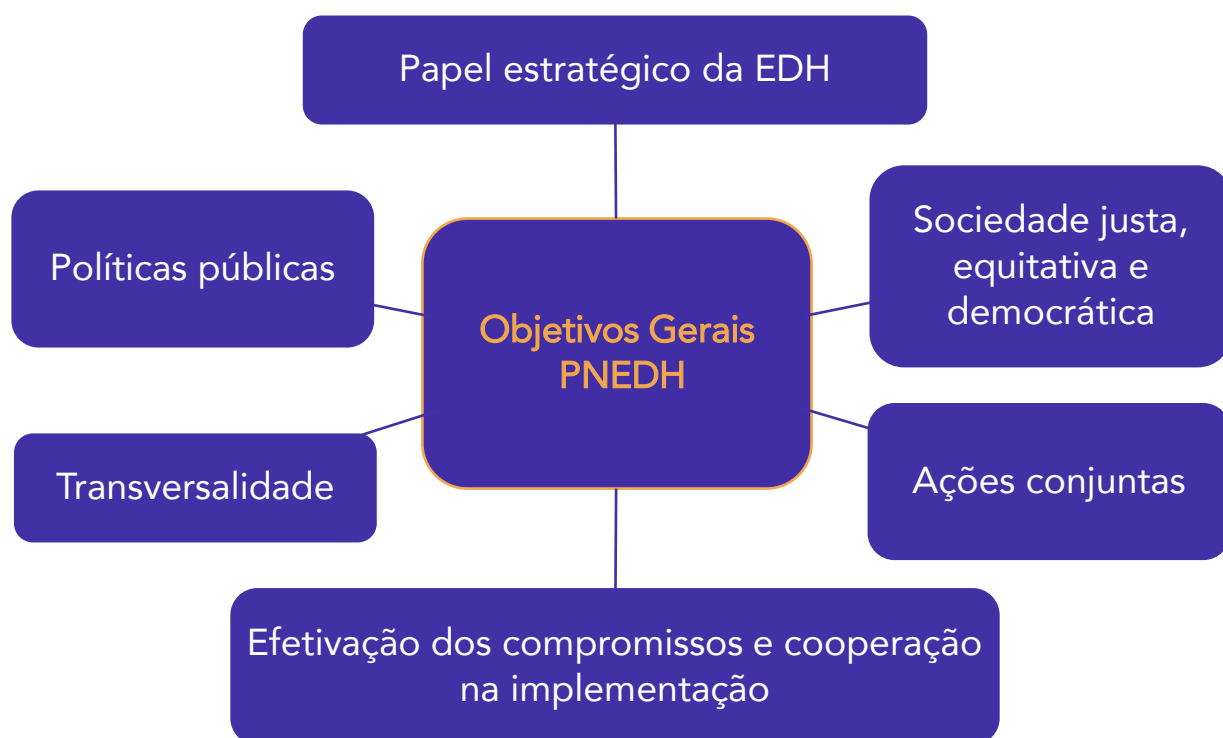 Papel estratégico da EDH
Políticas públicas
Sociedade justa,
equitativa e
democrática
Objetivos Gerais
PNEDH
Transversalidade
Ações conjuntas
Efetivação dos compromissos e cooperação
na implementação